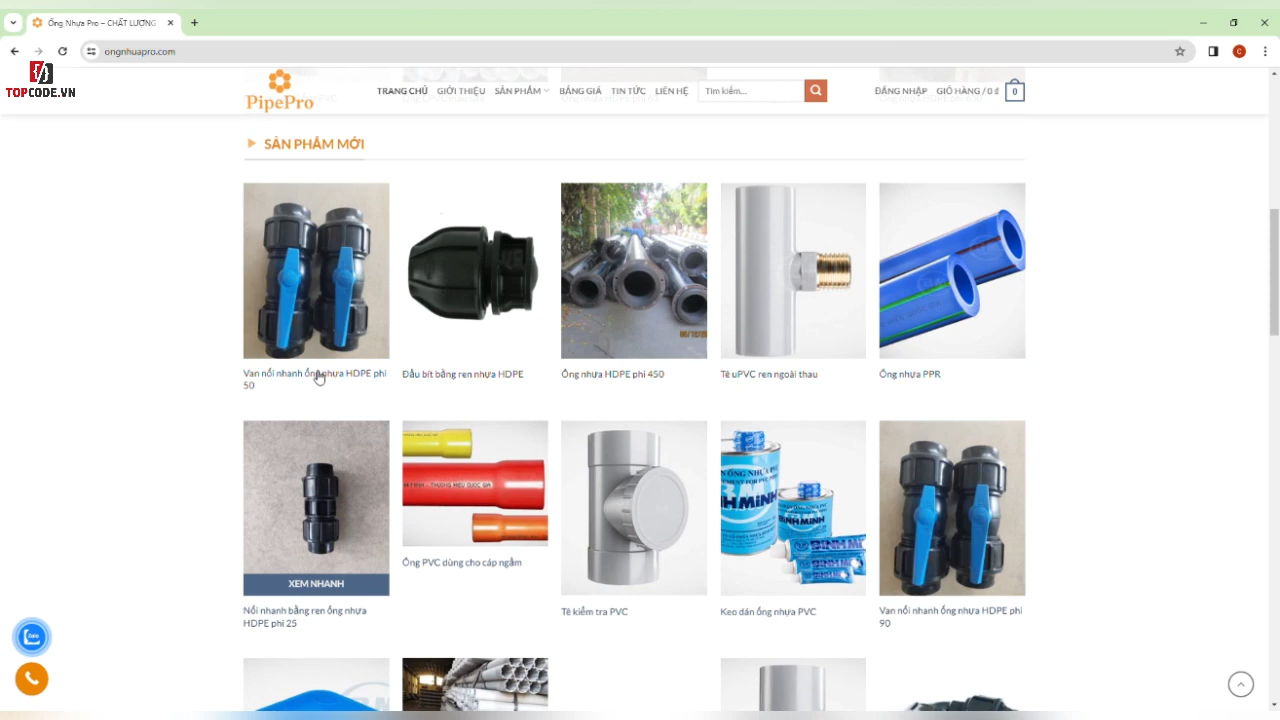 Ống Nhựa Pro – CHẤT LƯỢNG
ongnhuapro.com
C
TOPCODE.VN
PipePro
TRANG CHỦ
GIỚI THIỆU
SẢN PHẨM
BẢNG GIÁ
TIN TỨC
LIÊN HỆ
Tìm kiếm...
ĐĂNG NHẬP
GIỎ HÀNG / 0 ₫
0
SẢN PHẨM MỚI
Van nối nhanh ống nhựa HDPE phi
50
Đầu bít bằng ren nhựa HDPE
Ống nhựa HDPE phi 450
Tê uPVC ren ngoài thau
Ống nhựa PPR
XEM NHANH
BINH MINH
Nối nhanh bằng ren ống nhựa
HDPE phi 25
Ống PVC dùng cho cáp ngầm
Tê kiểm tra PVC
Keo dán ống nhựa PVC
Van nối nhanh ống nhựa HDPE phi
90
Zalo